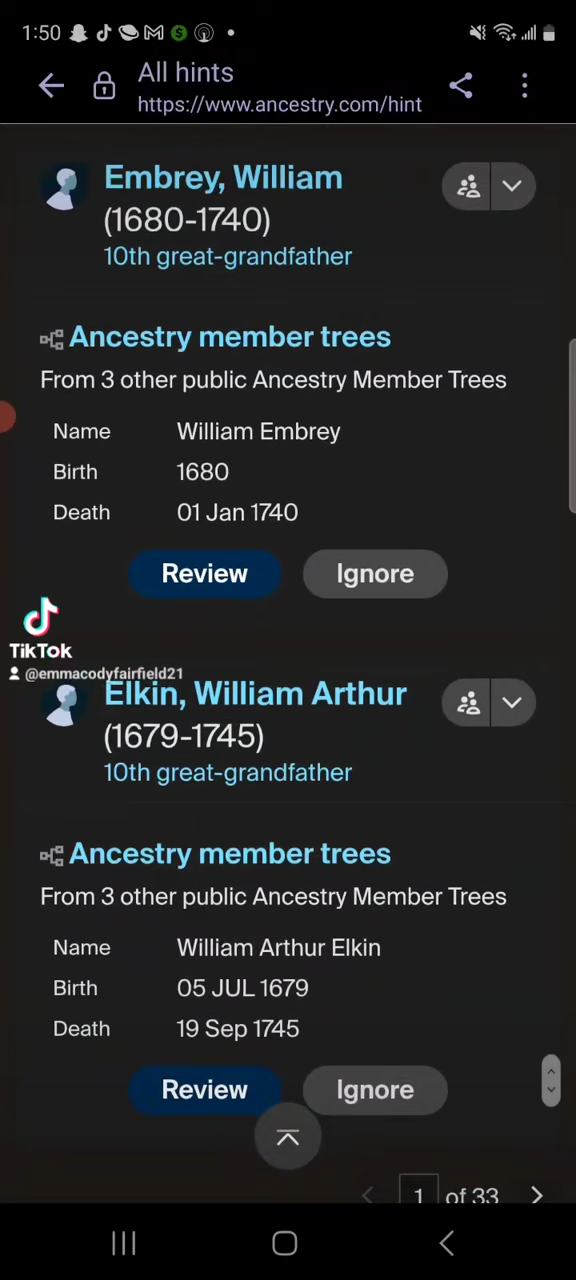 1:50
All hints
https://www.ancestry.com/hint
Embrey, William
(1680-1740)
10th great-grandfather
Ancestry member trees
From 3 other public Ancestry Member Trees
Name William Embrey
Birth 1680
Death 01 Jan 1740
Review Ignore
TikTok
@emmacodyfairfield21
Elkin, William Arthur
(1679-1745)
10th great-grandfather
Ancestry member trees
From 3 other public Ancestry Member Trees
Name William Arthur Elkin
Birth 05 JUL 1679
Death 19 Sep 1745
Review Ignore
1 of 33